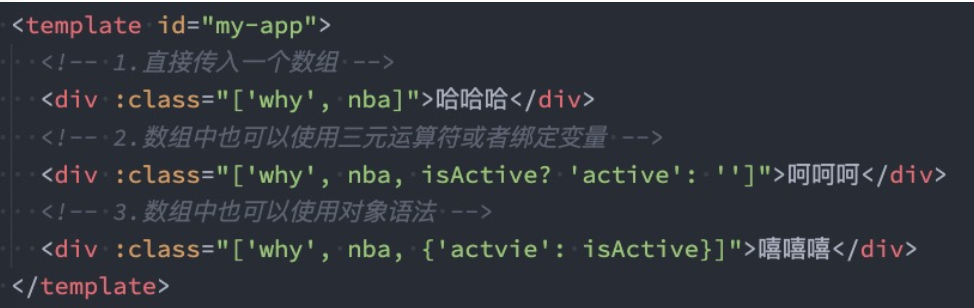 <template id="my-app">
<!-- 1.直接传入一个数组 -->
<div :class="['why', nba]">哈哈哈</div>
<!-- 2.数组中也可以使用三元运算符或者绑定变量 -->
<div :class="['why', nba, isActive? 'active': '']">呵呵呵</div>
<!-- 3.数组中也可以使用对象语法 -->
<div :class="['why', nba, {'actvie': isActive}]">嘻嘻嘻</div>
</template>